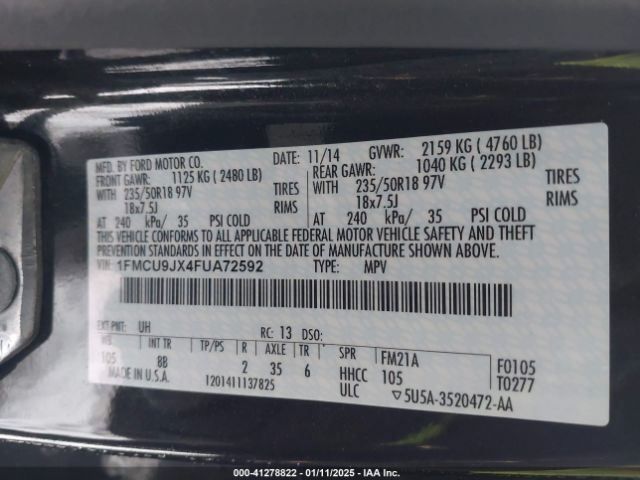 MFD. BY FORD MOTOR CO.
DATE: 11/14 GVWR: 2159 KG ( 4760 LB)
FRONT GAWR: 1125 KG ( 2480 LB) REAR GAWR: 1040 KG ( 2293 LB)
WITH 235/50R18 97V TIRES WITH 235/50R18 97V TIRES
18x7.5J RIMS 18x7.5J RIMS
AT 240 kPa/ 35 PSI COLD AT 240 kPa/ 35 PSI COLD
THIS VEHICLE CONFORMS TO ALL APPLICABLE FEDERAL MOTOR VEHICLE SAFETY AND THEFT
PREVENTION STANDARDS IN EFFECT ON THE DATE OF MANUFACTURE SHOWN ABOVE.
VIN: 1FMCU9JX4FUA72592 TYPE: MPV
EXT PNT: UH RC: 13 DSO:
WB INT TR TP/PS R AXLE TR SPR FM21A F0105
105 8B 2 35 6 HHCC 105 T0277
MADE IN U.S.A. 1201411137825 ULC ▽5U5A-3520472-AA
000-41278822 - 01/11/2025 - IAA Inc.